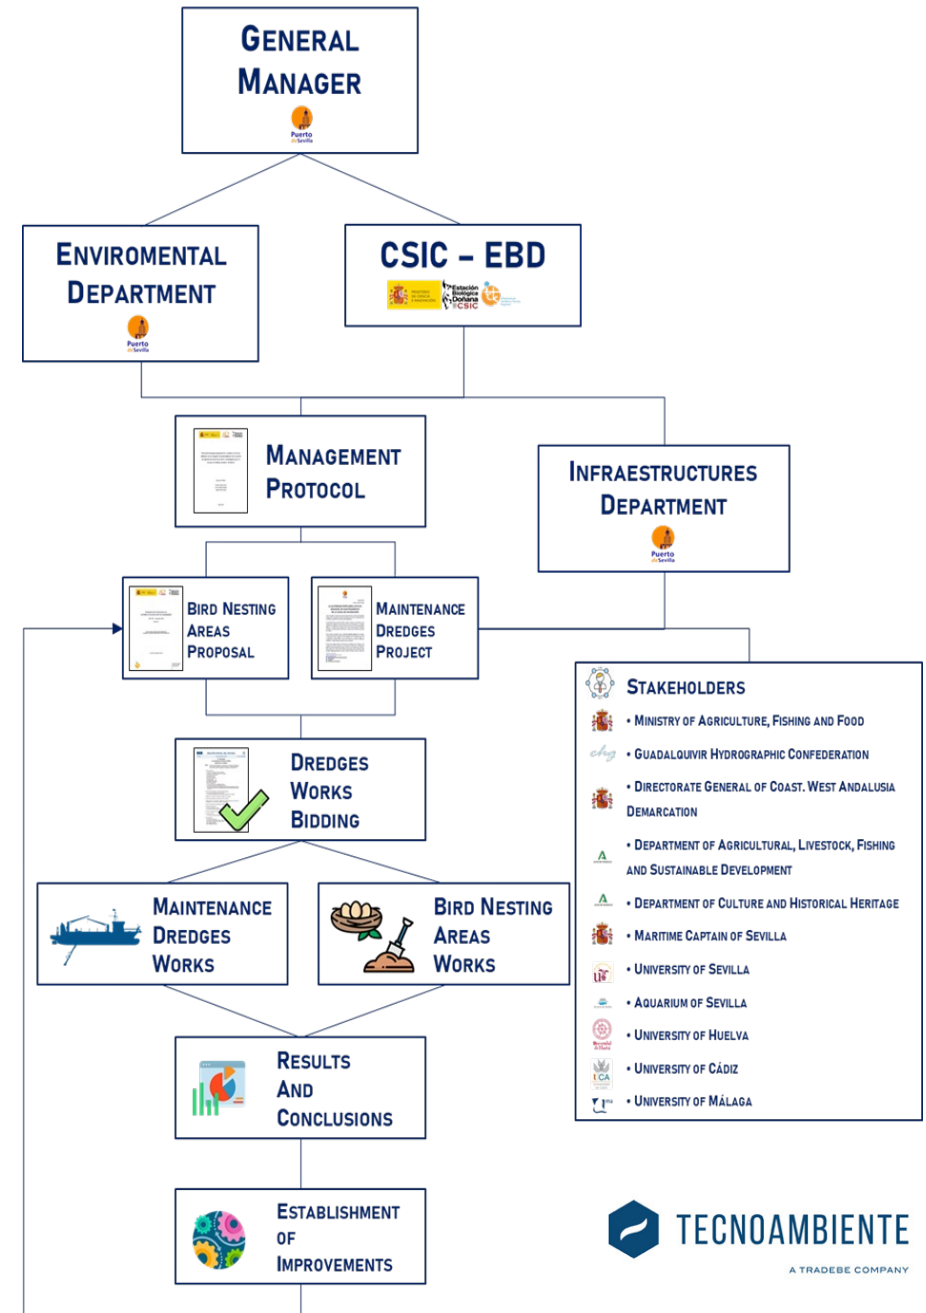 GENERAL
MANAGER
Puerto
de Sevilla
ENVIROMENTAL
DEPARTMENT
Puerto
de Sevilla
CSIC – EBD
Estación
Biológica
Doñana
CSIC
MANAGEMENT
PROTOCOL
INFRAESTRUCTURES
DEPARTMENT
Puerto
de Sevilla
BIRD NESTING
AREAS
PROPOSAL
MAINTENANCE
DREDGES
PROJECT
STAKEHOLDERS
• MINISTRY OF AGRICULTURE, FISHING AND FOOD
chg • GUADALQUIVIR HYDROGRAPHIC CONFEDERATION
• DIRECTORATE GENERAL OF COAST. WEST ANDALUSIA
DEMARCATION
• DEPARTMENT OF AGRICULTURAL, LIVESTOCK, FISHING
AND SUSTAINABLE DEVELOPMENT
• DEPARTMENT OF CULTURE AND HISTORICAL HERITAGE
• MARITIME CAPTAIN OF SEVILLA
• UNIVERSITY OF SEVILLA
• AQUARIUM OF SEVILLA
• UNIVERSITY OF HUELVA
UCA • UNIVERSITY OF CÁDIZ
• UNIVERSITY OF MÁLAGA
DREDGES
WORKS
BIDDING
MAINTENANCE
DREDGES
WORKS
BIRD NESTING
AREAS
WORKS
RESULTS
AND
CONCLUSIONS
ESTABLISHMENT
OF
IMPROVEMENTS
TECNOAMBIENTE
A TRADEBE COMPANY